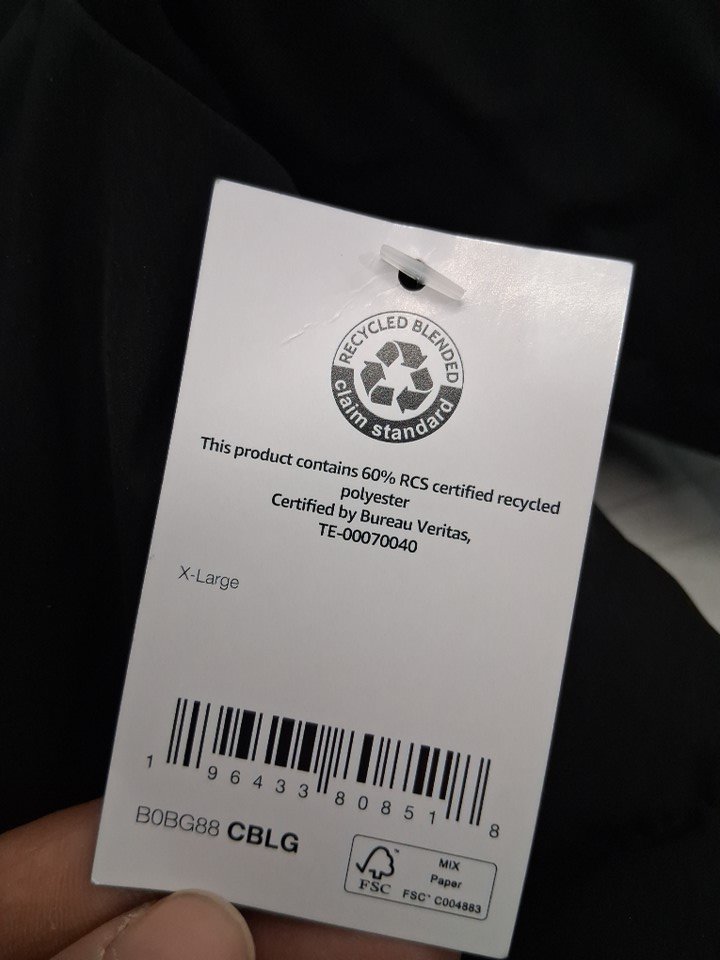 RECYCLED BLENDED
claim standard
This product contains 60% RCS certified recycled
polyester
Certified by Bureau Veritas,
TE-00070040
X-Large
1 96433 80851 8
B0BG88 CBLG
FSC™
MIX
Paper
FSC® C004883